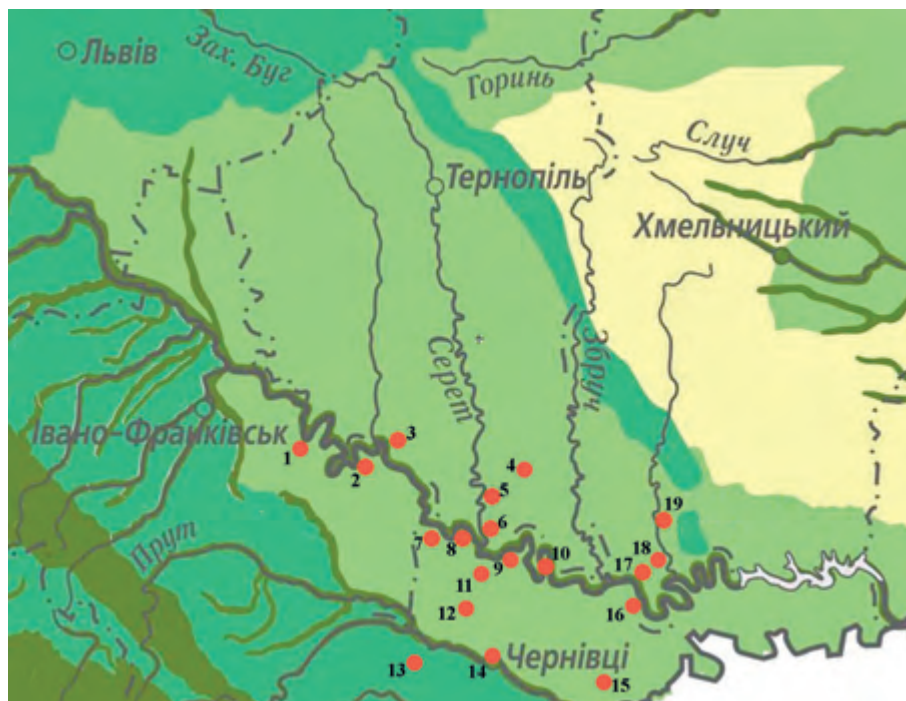 Львів
Зах. Буг
Горинь
Случ
Тернопіль
Хмельницький
Серет
Збруч
Івано-Франківськ
3
1
2
4
5
19
6
7
8
10
9
18
17
11
16
12
Прут
Чернівці
14
13
15